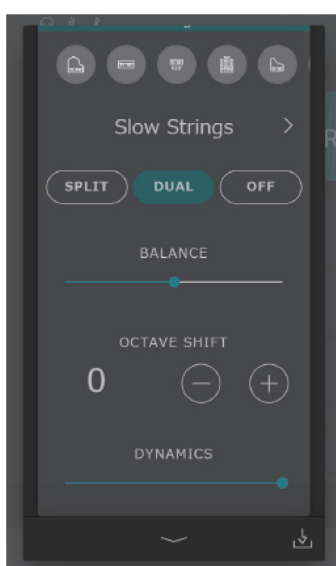 Slow Strings
SPLIT DUAL OFF
BALANCE
OCTAVE SHIFT
0
DYNAMICS